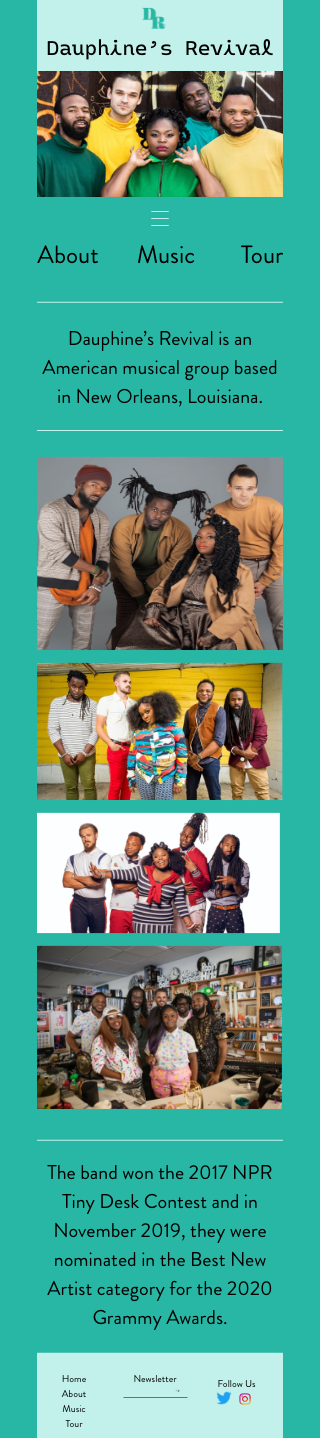 DR
Dauphine's Revival
About Music Tour
Dauphine's Revival is an
American musical group based
in New Orleans, Louisiana.
The band won the 2017 NPR
Tiny Desk Contest and in
November 2019, they were
nominated in the Best New
Artist category for the 2020
Grammy Awards.
Home
About
Music
Tour
Newsletter
→
Follow Us